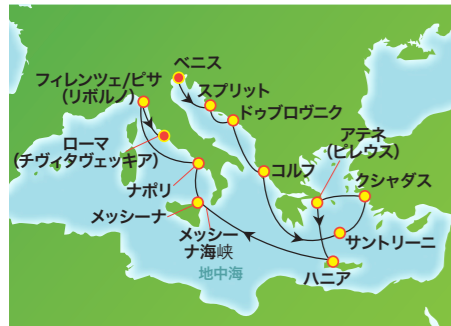 ベニス
フィレンツェ/ピサ
(リボルノ)
スプリット
ドゥブロヴニク
ローマ
(チヴィタヴェッキア)
アテネ
(ピレウス)
コルフ
クシャダス
ナポリ
メッシーナ
メッシー
ナ海峡
サントリーニ
地中海
ハニア